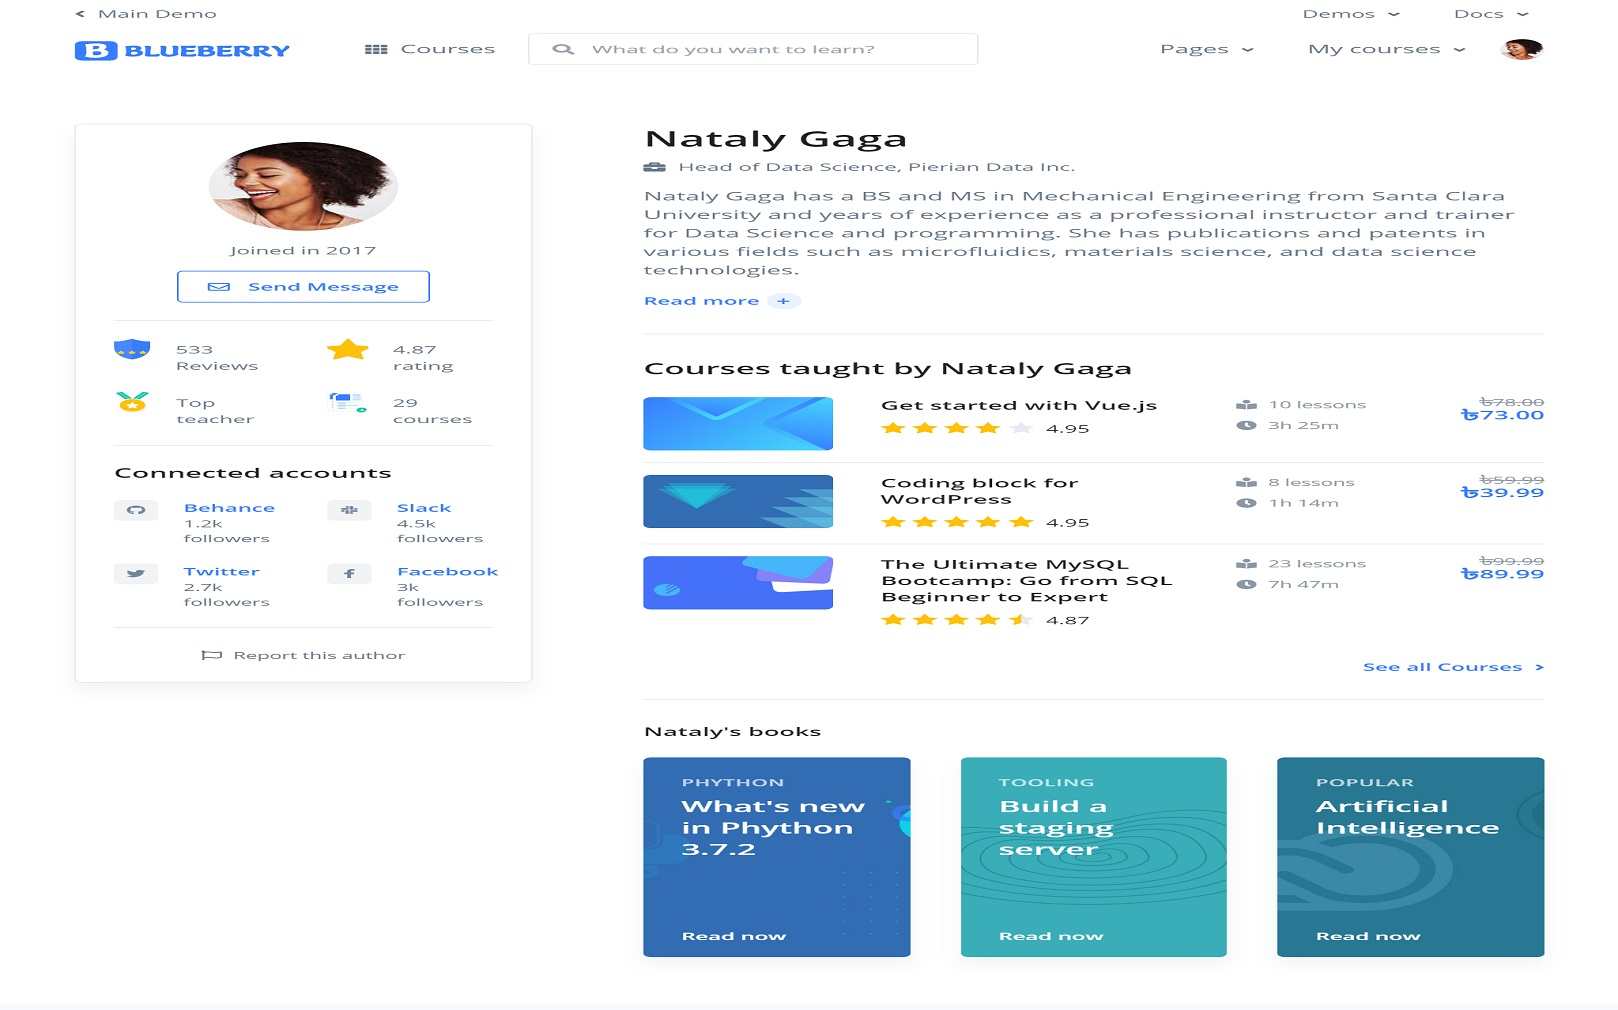 Main Demo
Demos
Docs
B BLUEBERRY
Courses
What do you want to learn?
Pages
My courses
Joined in 2017
Send Message
533
Reviews
4.87
rating
Top
teacher
29
courses
Connected accounts
Behance
1.2k
followers
Slack
4.5k
followers
Twitter
2.7k
followers
Facebook
3k
followers
Report this author
Nataly Gaga
Head of Data Science, Pierian Data Inc.
Nataly Gaga has a BS and MS in Mechanical Engineering from Santa Clara
University and years of experience as a professional instructor and trainer
for Data Science and programming. She has publications and patents in
various fields such as microfluidics, materials science, and data science
technologies.
Read more +
Courses taught by Nataly Gaga
Get started with Vue.js
4.95
10 lessons
3h 25m
৳78.00
৳73.00
Coding block for
WordPress
4.95
8 lessons
1h 14m
৳59.99
৳39.99
The Ultimate MySQL
Bootcamp: Go from SQL
Beginner to Expert
4.87
23 lessons
7h 47m
৳99.99
৳89.99
See all Courses
Nataly's books
PHYTHON
What's new
in Phython
3.7.2
Read now
TOOLING
Build a
staging
server
Read now
POPULAR
Artificial
Intelligence
Read now